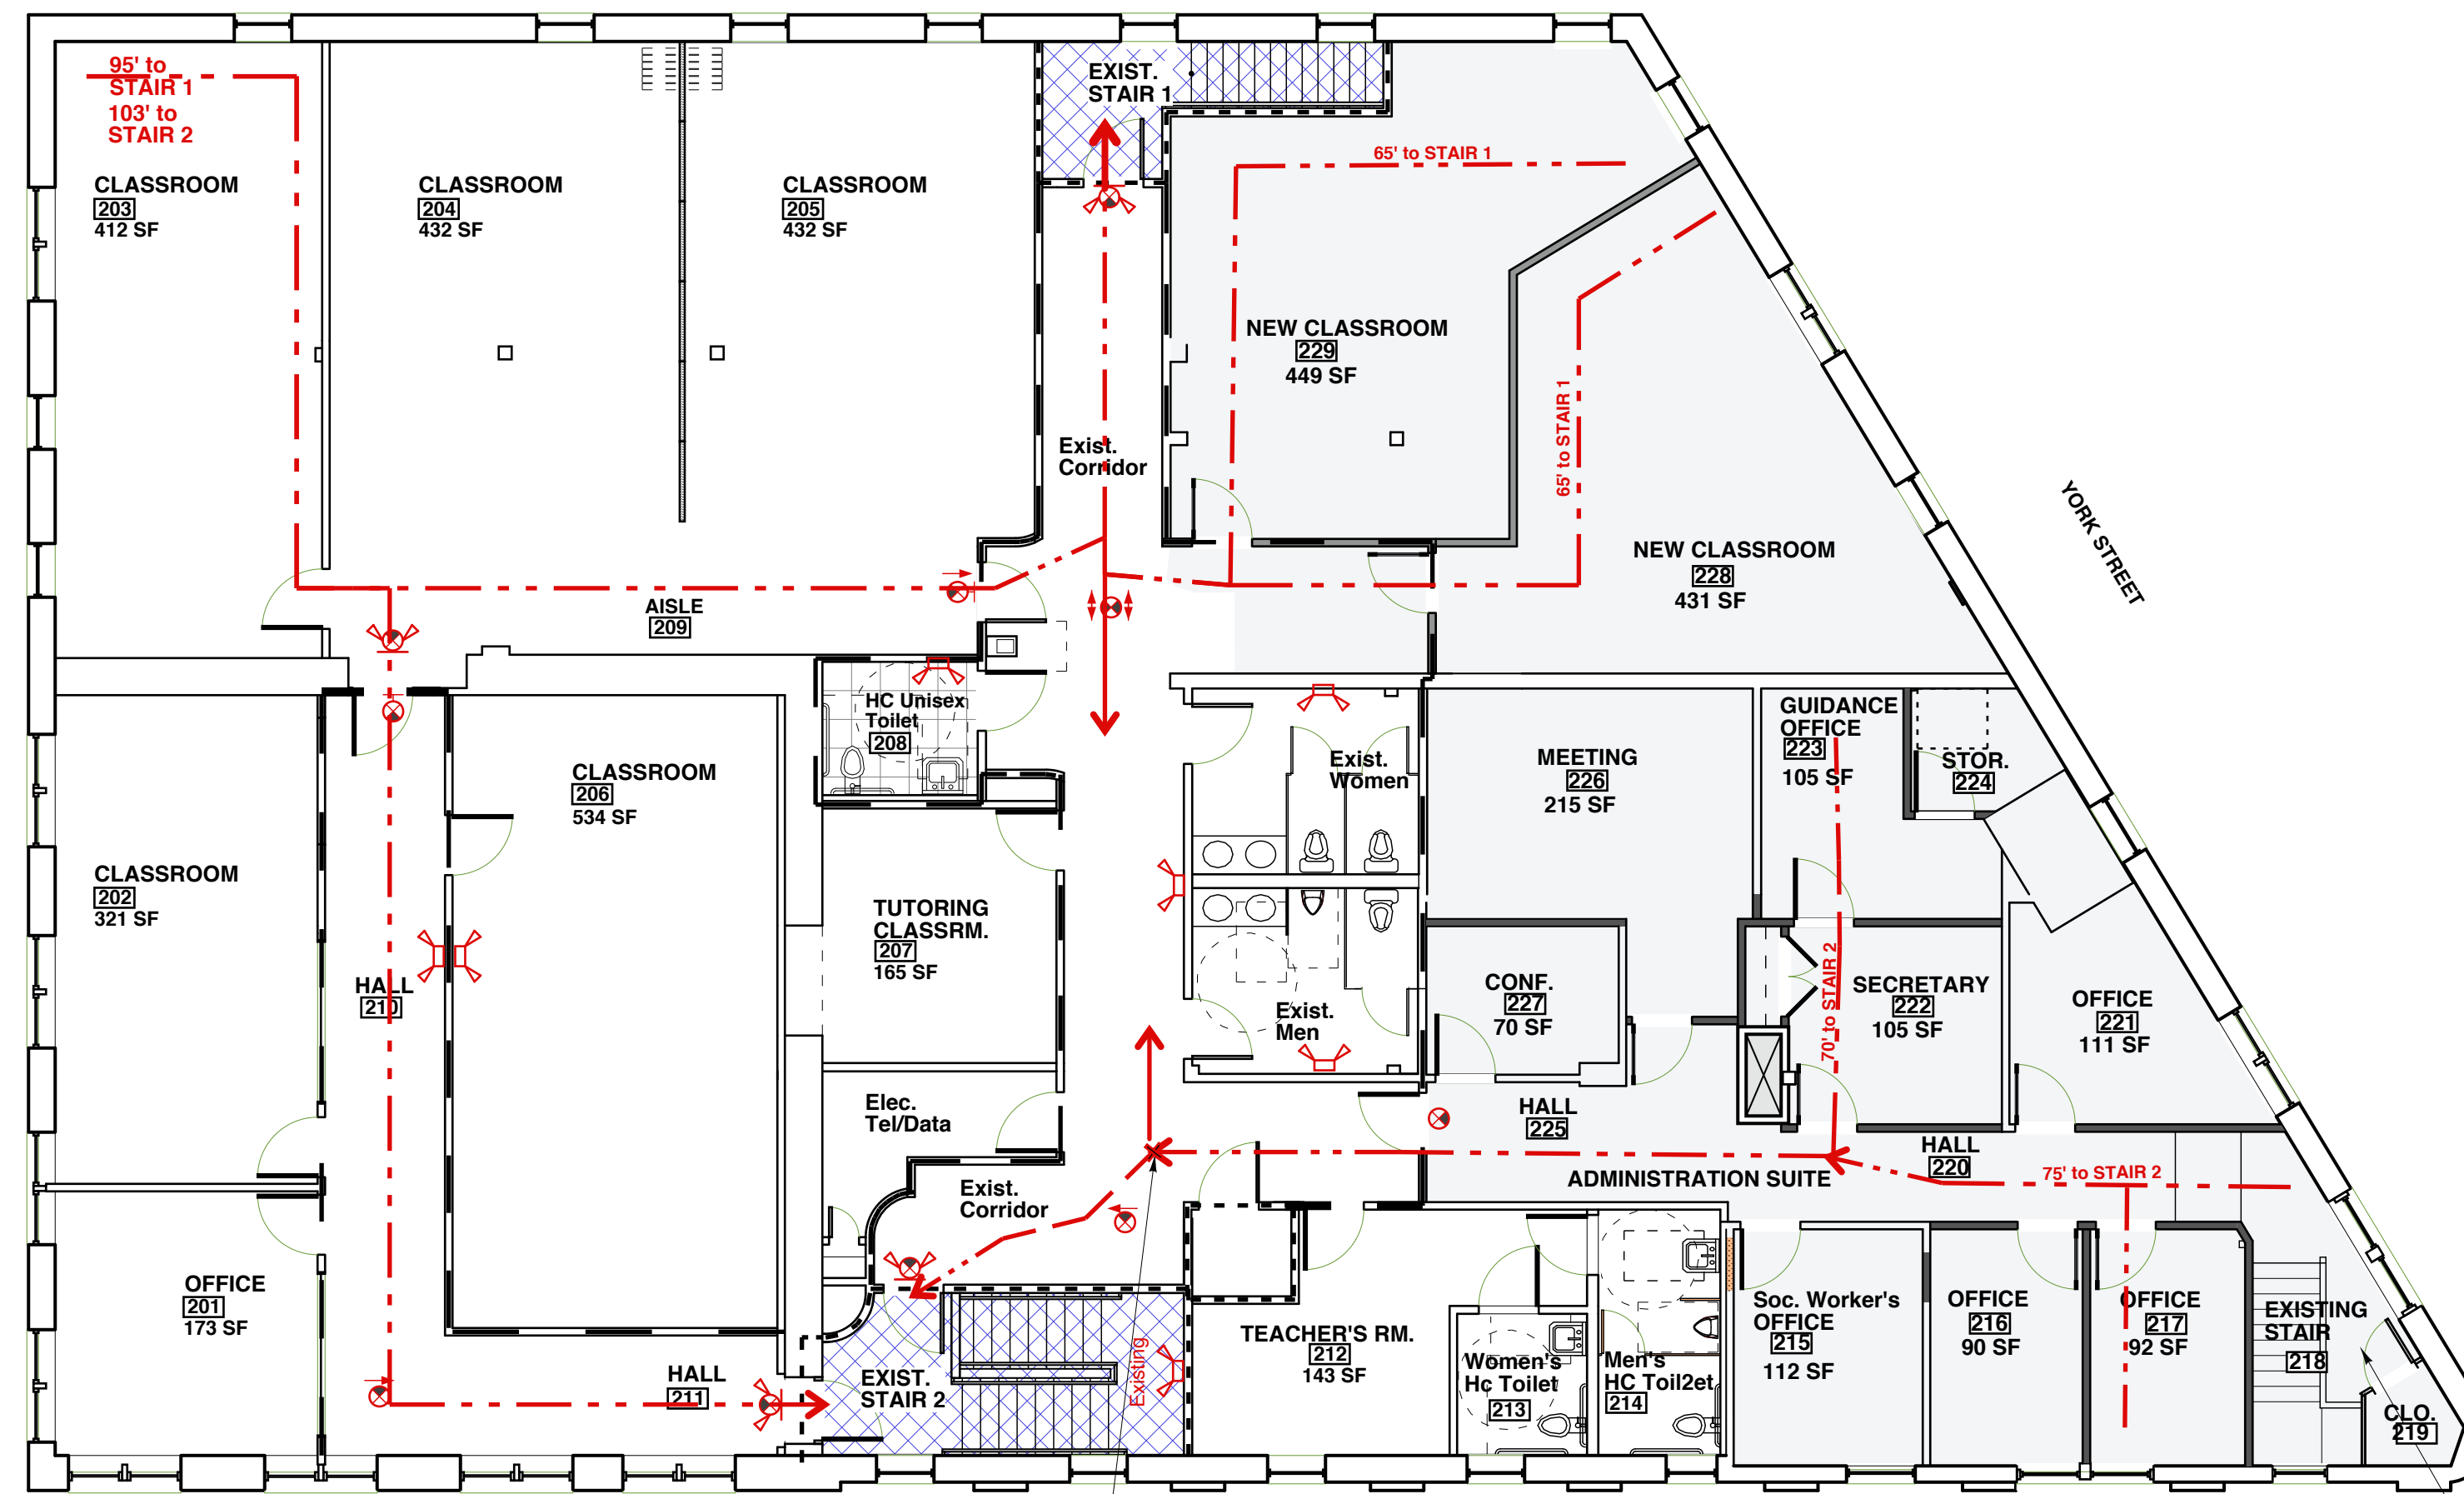 95' to
STAIR 1
103' to
STAIR 2
CLASSROOM
203
412 SF
CLASSROOM
204
432 SF
CLASSROOM
205
432 SF
EXIST.
STAIR 1
65' to STAIR 1
NEW CLASSROOM
229
449 SF
65' to STAIR 1
Exist.
Corridor
NEW CLASSROOM
228
431 SF
YORK STREET
AISLE
209
HC Unisex
Toilet
208
CLASSROOM
206
534 SF
Exist.
Women
MEETING
226
215 SF
GUIDANCE
OFFICE
223
105 SF
STOR.
224
CLASSROOM
202
321 SF
HALL
210
TUTORING
CLASSRM.
207
165 SF
Exist.
Men
CONF.
227
70 SF
70' to STAIR 2
SECRETARY
222
105 SF
OFFICE
221
111 SF
Elec.
Tel/Data
HALL
225
HALL
220
75' to STAIR 2
ADMINISTRATION SUITE
Exist.
Corridor
OFFICE
201
173 SF
HALL
211
EXIST.
STAIR 2
Existing
TEACHER'S RM.
212
143 SF
Women's
Hc Toilet
213
Men's
HC Toil2et
214
Soc. Worker's
OFFICE
215
112 SF
OFFICE
216
90 SF
OFFICE
217
92 SF
EXISTING
STAIR
218
CLO.
219